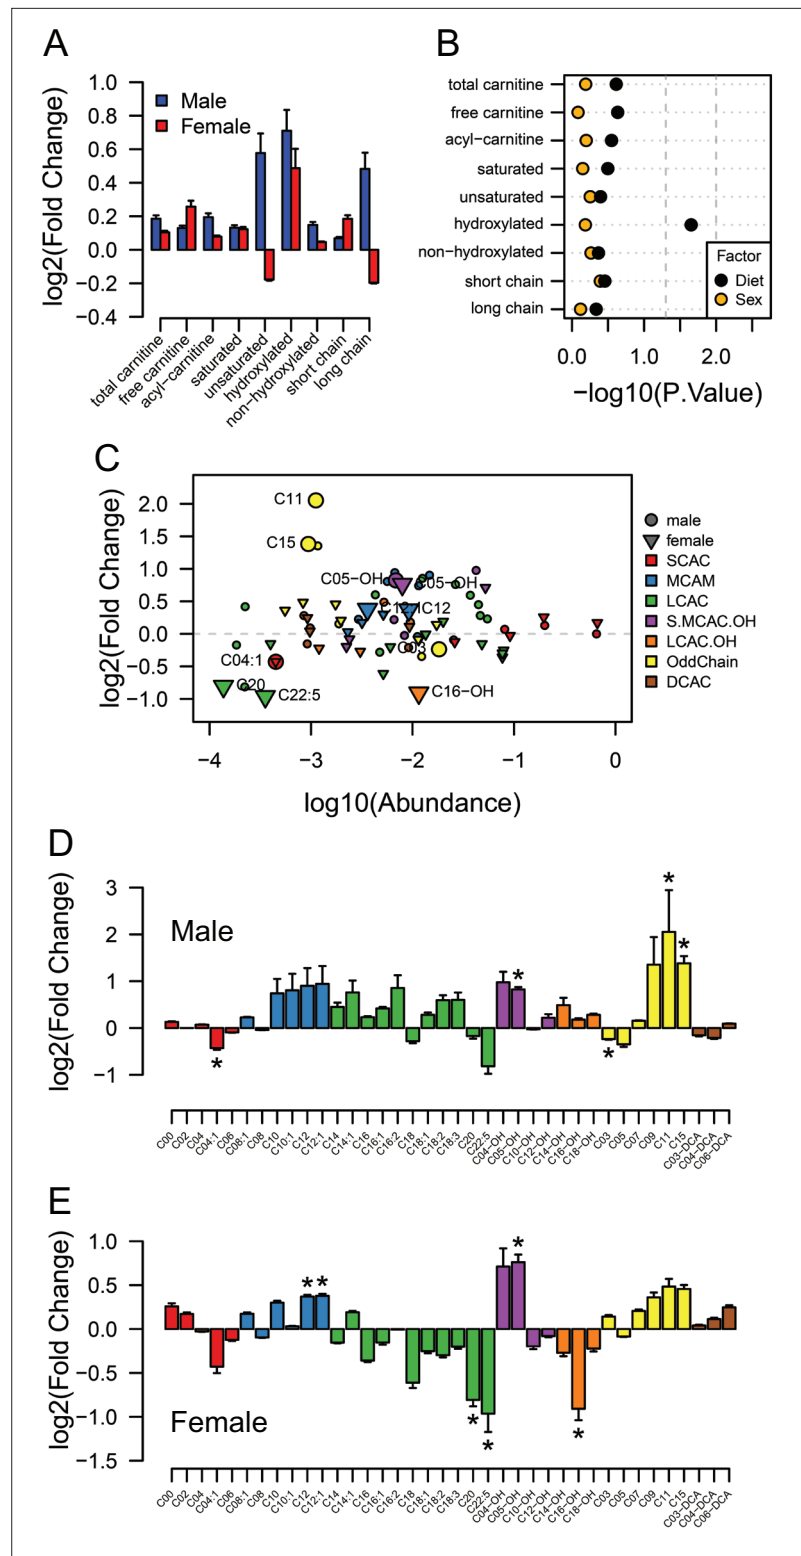 A
log2(Fold Change)
1.0
0.8
0.6
0.4
0.2
0.0
−0.2
−0.4
Male
Female
total carnitine
free carnitine
acyl−carnitine
saturated
unsaturated
hydroxylated
non−hydroxylated
short chain
long chain
B
total carnitine
free carnitine
acyl−carnitine
saturated
unsaturated
hydroxylated
non−hydroxylated
short chain
long chain
Factor
Diet
Sex
0.0
1.0
2.0
−log10(P.Value)
C
log2(Fold Change)
2.0
1.5
1.0
0.5
0.0
−0.5
−1.0
C11
C15
C05−OH
C05−OH
C12
C03
C04:1
C20
C22:5
C16−OH
−4
−3
−2
−1
0
log10(Abundance)
male
female
SCAC
MCAM
LCAC
S.MCAC.OH
LCAC.OH
OddChain
DCAC
D
log2(Fold Change)
3
2
1
0
−1
Male
*
*
*
*
*
C00
C02
C04
C04:1
C06
C08:1
C08
C10
C10:1
C12
C12:1
C14
C14:1
C16
C16:1
C16:2
C18
C18:1
C18:2
C18:3
C20
C22:5
C04−OH
C05−OH
C10−OH
C12−OH
C14−OH
C16−OH
C18−OH
C03
C05
C07
C09
C11
C15
C03−DCA
C04−DCA
C06−DCA
E
log2(Fold Change)
1.0
0.5
0.0
−0.5
−1.0
−1.5
Female
*
*
*
*
*
*
C00
C02
C04
C04:1
C06
C08:1
C08
C10
C10:1
C12
C12:1
C14
C14:1
C16
C16:1
C16:2
C18
C18:1
C18:2
C18:3
C20
C22:5
C04−OH
C05−OH
C10−OH
C12−OH
C14−OH
C16−OH
C18−OH
C03
C05
C07
C09
C11
C15
C03−DCA
C04−DCA
C06−DCA